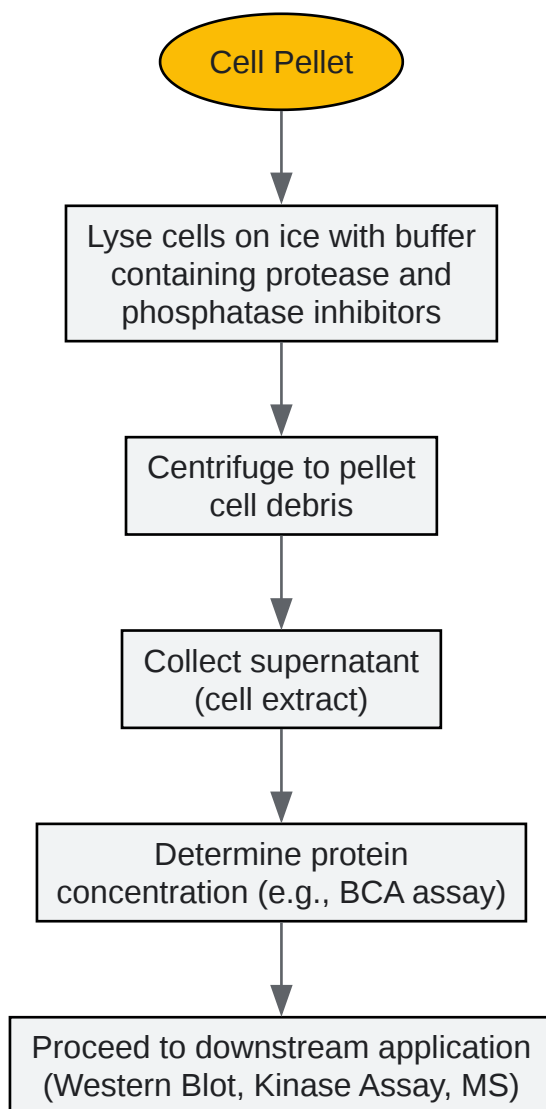 Cell Pellet
Lyse cells on ice with buffer
containing protease and
phosphatase inhibitors
Centrifuge to pellet
cell debris
Collect supernatant
(cell extract)
Determine protein
concentration (e.g., BCA assay)
Proceed to downstream application
(Western Blot, Kinase Assay, MS)